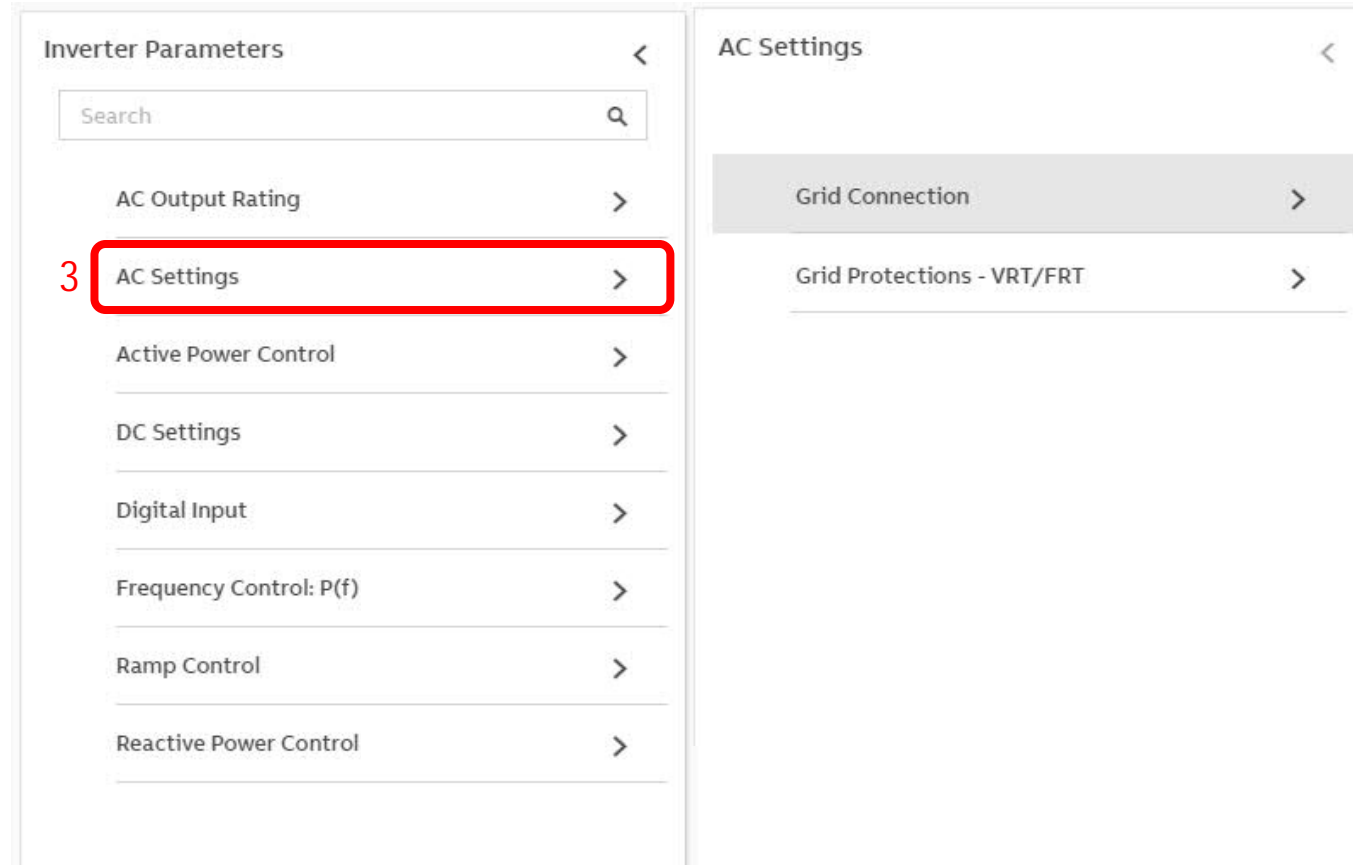 Inverter Parameters
Search
AC Output Rating
3 AC Settings
Active Power Control
DC Settings
Digital Input
Frequency Control: P(f)
Ramp Control
Reactive Power Control
AC Settings
Grid Connection
Grid Protections - VRT/FRT